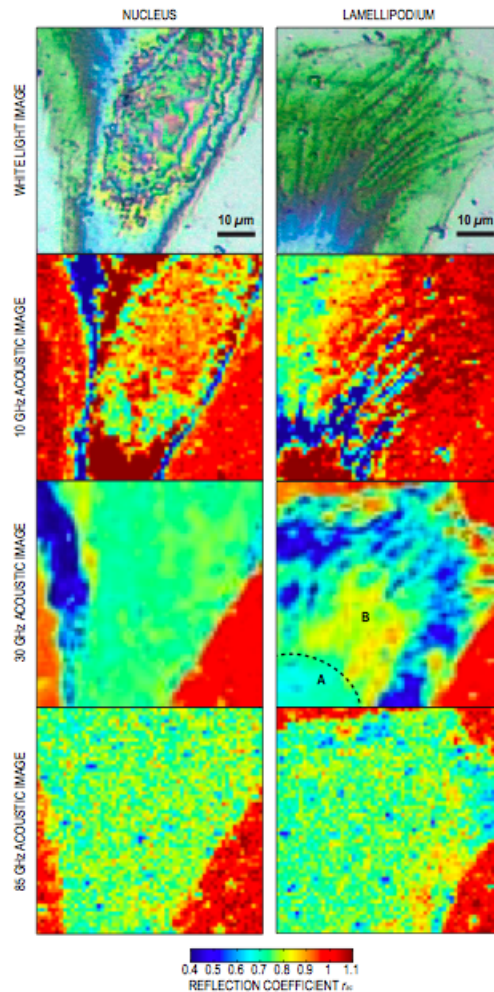 NUCLEUS LAMELLIPODIUM
WHITE LIGHT IMAGE
10 µm 10 µm
10 GHz ACOUSTIC IMAGE
30 GHz ACOUSTIC IMAGE
B
A
85 GHz ACOUSTIC IMAGE
0.4 0.5 0.6 0.7 0.8 0.9 1 1.1
REFLECTION COEFFICIENT